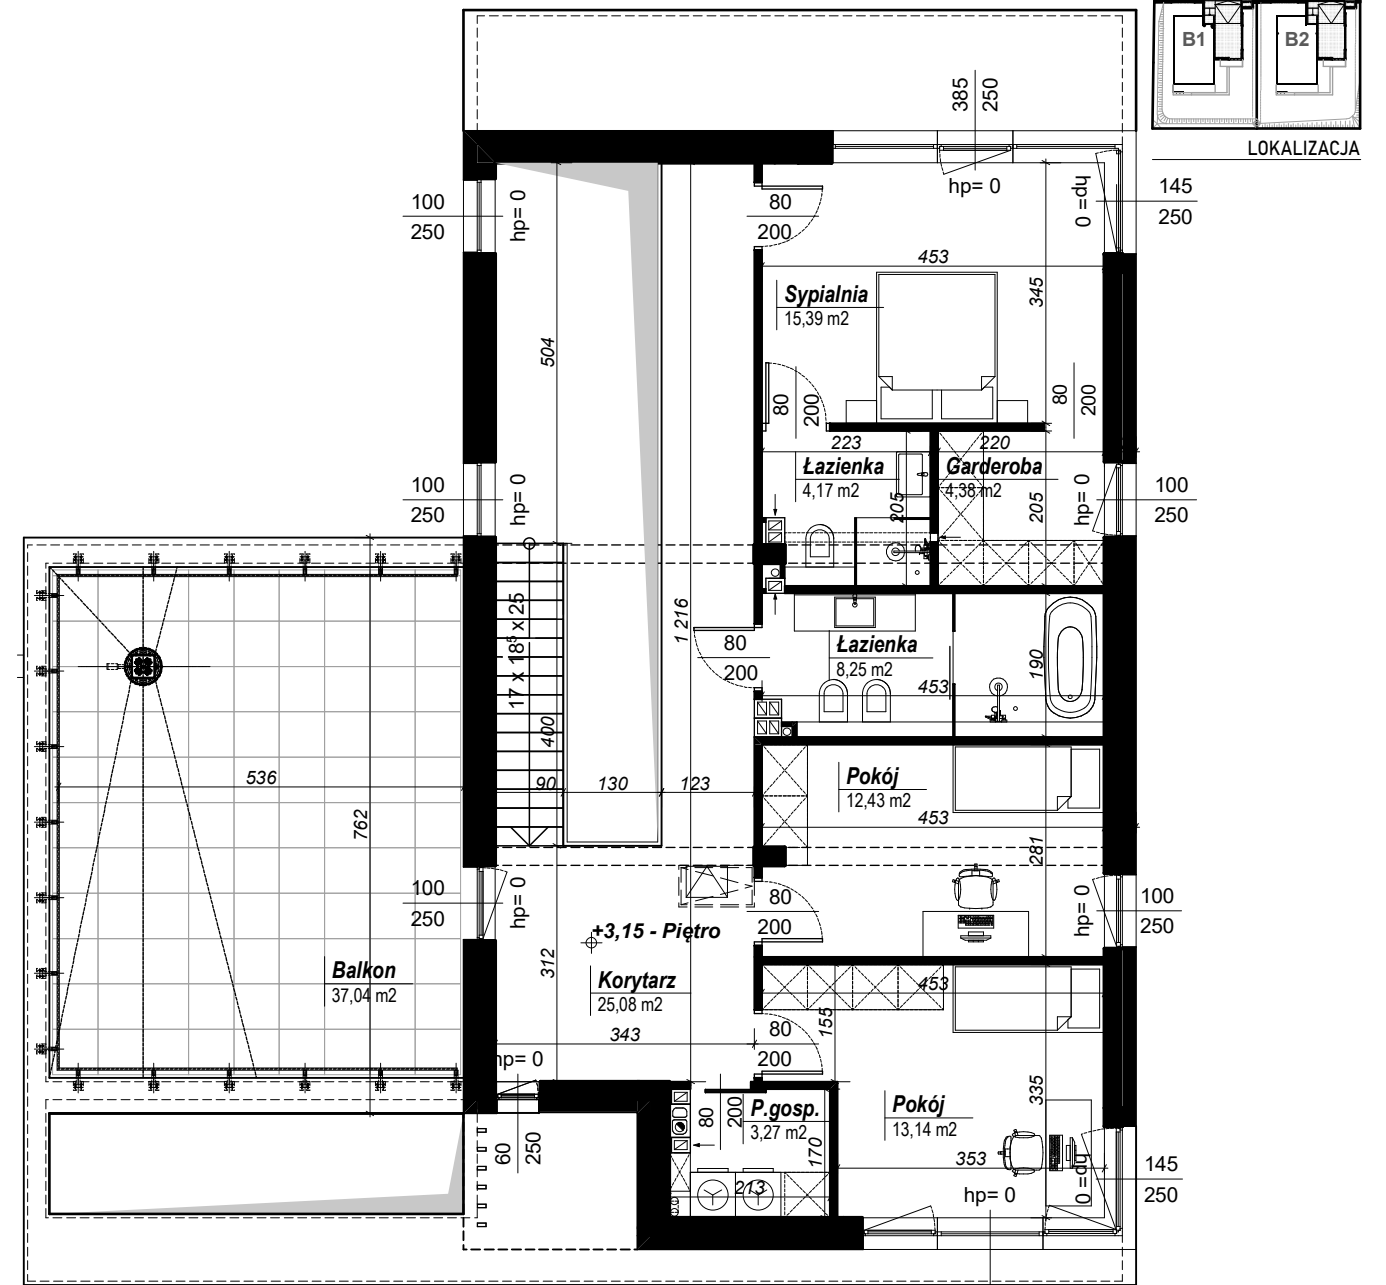 B1
B2
LOKALIZACJA
385
250
hp= 0
100
250
hp= 0
80
200
hp= 0
145
250
453
345
Sypialnia
15,39 m2
504
80
200
80
200
223
220
Łazienka
4,17 m2
205
Garderoba
4,38 m2
205
100
250
hp= 0
hp= 0
100
250
17 x 18⁵ x 25
1 216
80
200
Łazienka
8,25 m2
453
190
400
90
130
123
536
762
Pokój
12,43 m2
453
281
100
250
hp= 0
80
200
hp= 0
100
250
+3,15 - Piętro
312
Balkon
37,04 m2
Korytarz
25,08 m2
343
453
155
80
200
np= 0
60
250
80
200
P.gosp.
3,27 m2
170
213
Pokój
13,14 m2
335
353
hp= 0
hp= 0
145
250